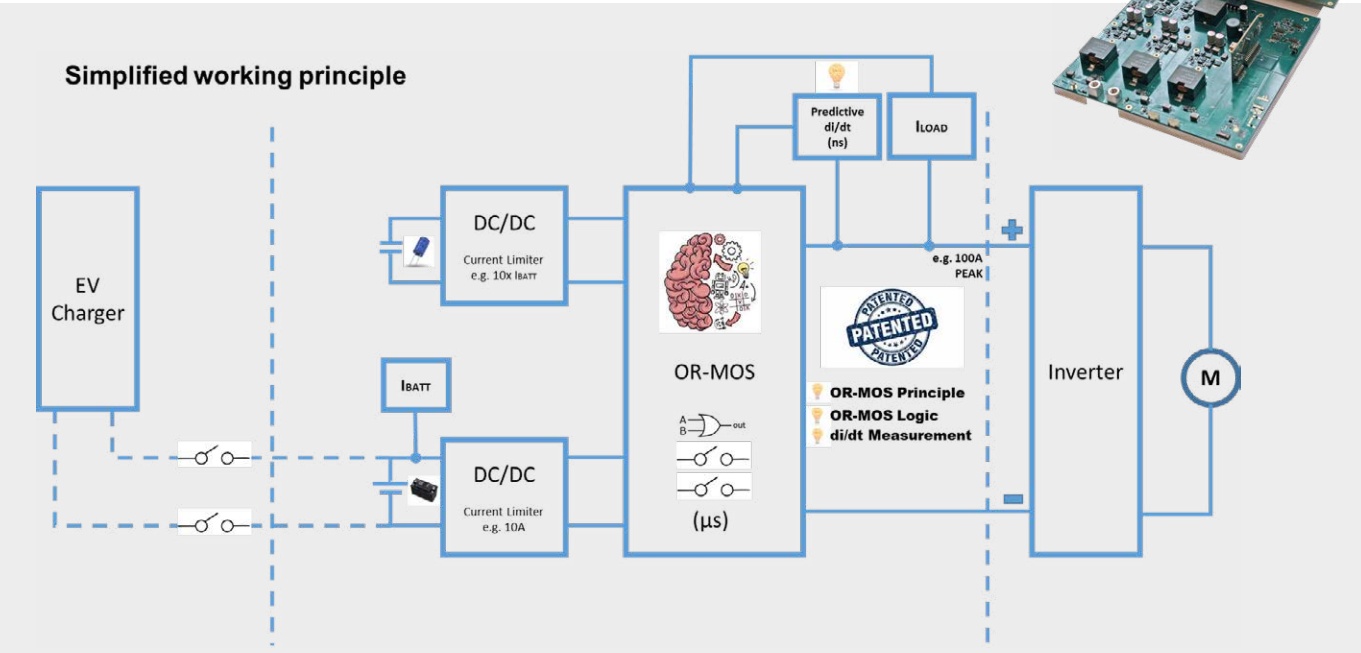 Simplified working principle
EV
Charger
IBATT
DC/DC
Current Limiter
e.g. 10x IBATT
DC/DC
Current Limiter
e.g. 10A
OR-MOS
A
B
out
(µs)
Predictive
di/dt
(ns)
ILOAD
e.g. 100A
PEAK
PATENTED
PATENTED
PATENTED
OR-MOS Principle
OR-MOS Logic
di/dt Measurement
Inverter
M